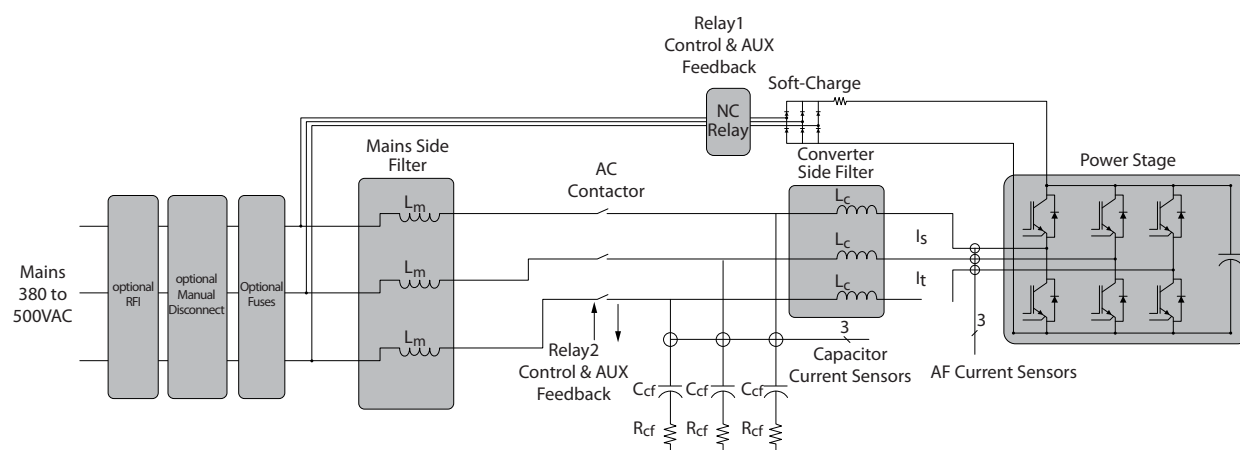 Relay1
Control & AUX
Feedback
Soft-Charge
NC
Relay
Mains Side
Filter
AC
Contactor
Converter
Side Filter
Power Stage
Lm
Lc
Is
Mains
380 to
500VAC
optional
RFI
optional
Manual
Disconnect
Optional
Fuses
Lm
Lc
It
Lm
Lc
Relay2
Control & AUX
Feedback
3
Capacitor
Current Sensors
3
AF Current Sensors
Ccf Ccf Ccf
Rcf Rcf Rcf